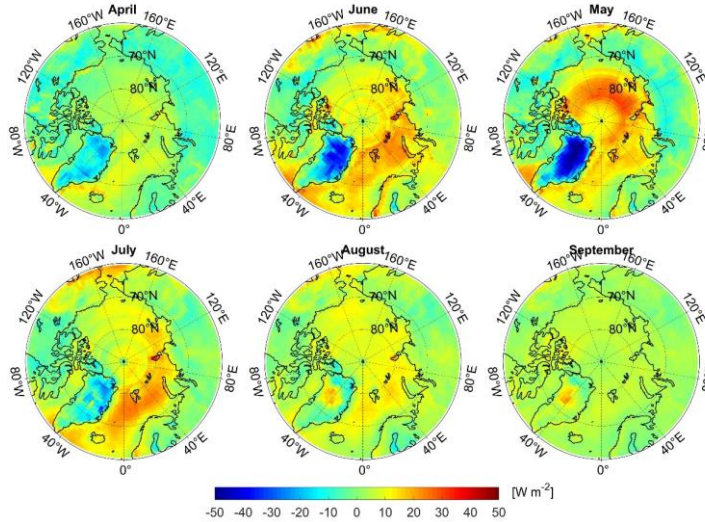 April June May
160°W 160°E 160°W 160°E 160°W 160°E
120°W 70°N 120°E 120°W 70°N 120°E 120°W 70°N 120°E
80°N 80°N 80°N
80°W 80°E 80°W 80°E 80°W 80°E
40°W 0° 40°E 40°W 0° 40°E 40°W 0° 40°E
July August September
160°W 160°E 160°W 160°E 160°W 160°E
120°W 70°N 120°E 120°W 70°N 120°E 120°W 70°N 120°E
80°N 80°N 80°N
80°W 80°E 80°W 80°E 80°W 80°E
40°W 0° 40°E 40°W 0° 40°E 40°W 0° 40°E
[W m⁻²]
-50 -40 -30 -20 -10 0 10 20 30 40 50